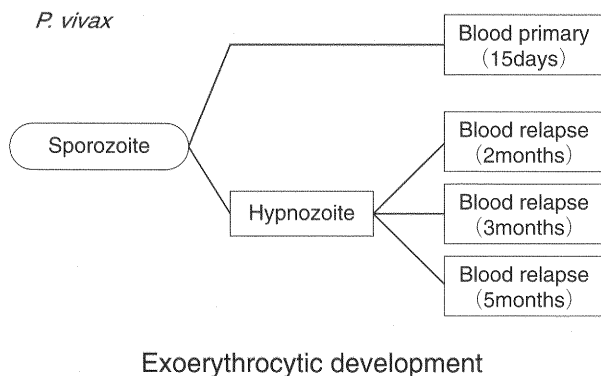 P. vivax
Blood primary
(15days)
Sporozoite
Blood relapse
(2months)
Hypnozoite
Blood relapse
(3months)
Blood relapse
(5months)
Exoerythrocytic development